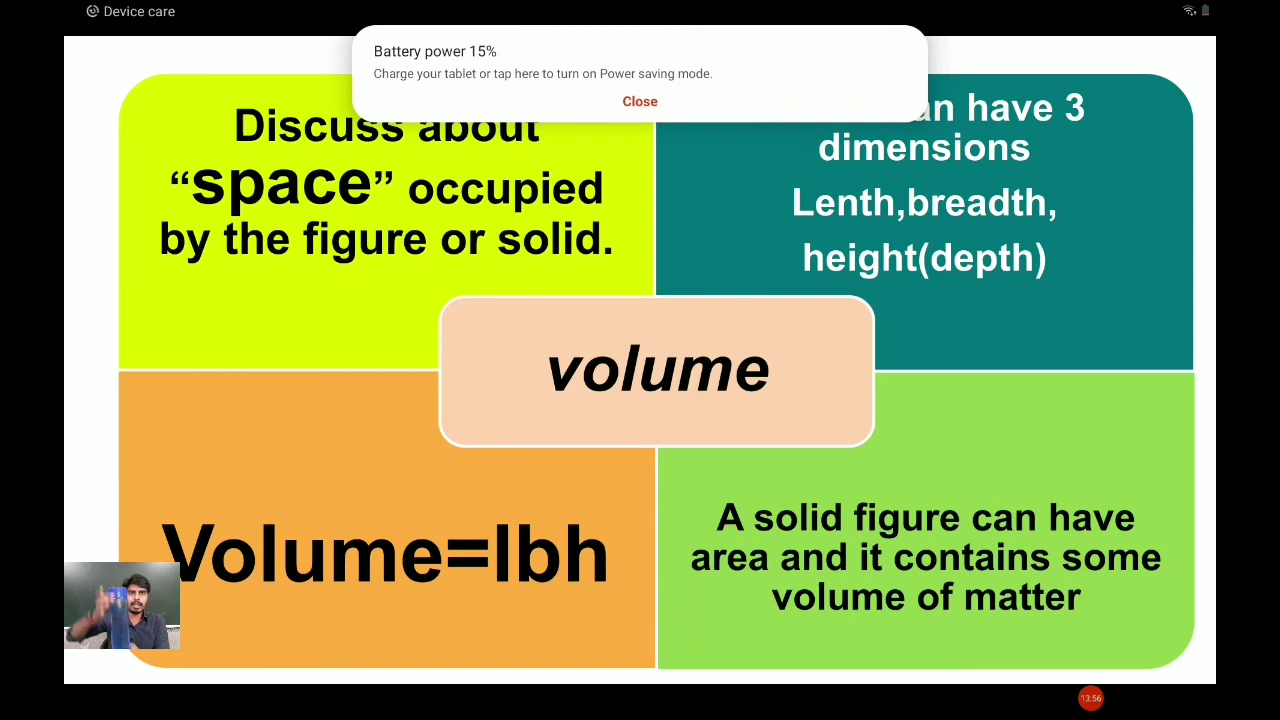 Device care
Battery power 15%
Charge your tablet or tap here to turn on Power saving mode.
Close
Discuss about
“space” occupied
by the figure or solid.
have 3
dimensions
Lenth,breadth,
height(depth)
volume
Volume=lbh
A solid figure can have
area and it contains some
volume of matter
13:56